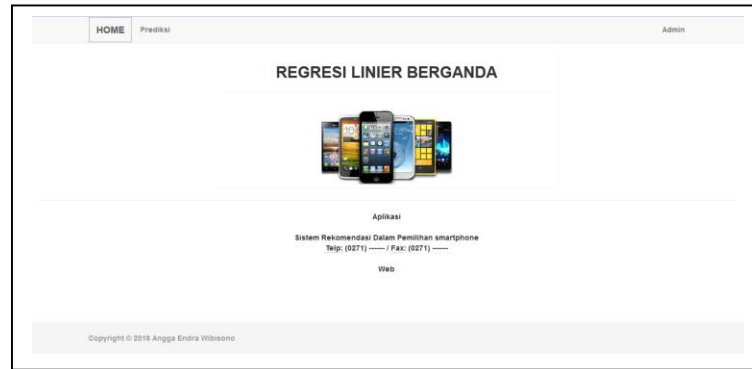 HOME Prediksi Admin
REGRESI LINIER BERGANDA
Aplikasi
Sistem Rekomendasi Dalam Pemilihan smartphone
Telp: (0271) ------ / Fax: (0271) ------
Web
Copyright © 2016 Angga Endra Wibisono